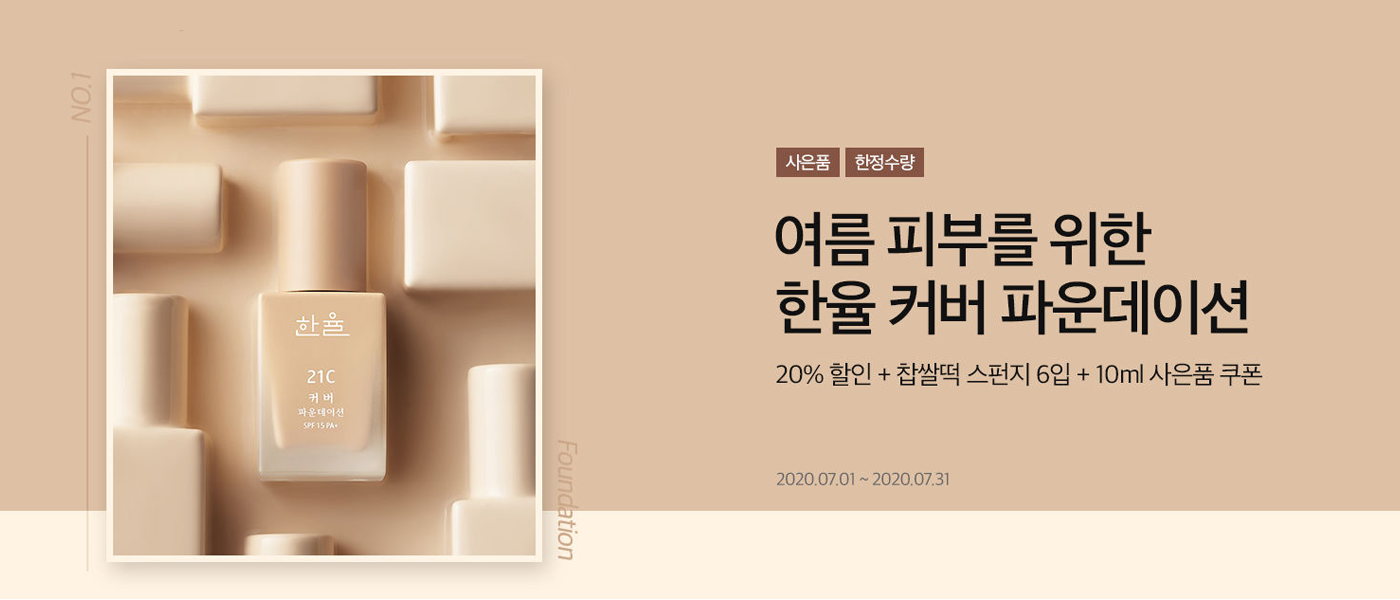 NO.1
한율
21C
커버
파운데이션
SPF 15 PA+
Foundation
사은품 한정수량
여름 피부를 위한
한율 커버 파운데이션
20% 할인 + 찹쌀떡 스펀지 6입 + 10ml 사은품 쿠폰
2020.07.01 ~ 2020.07.31